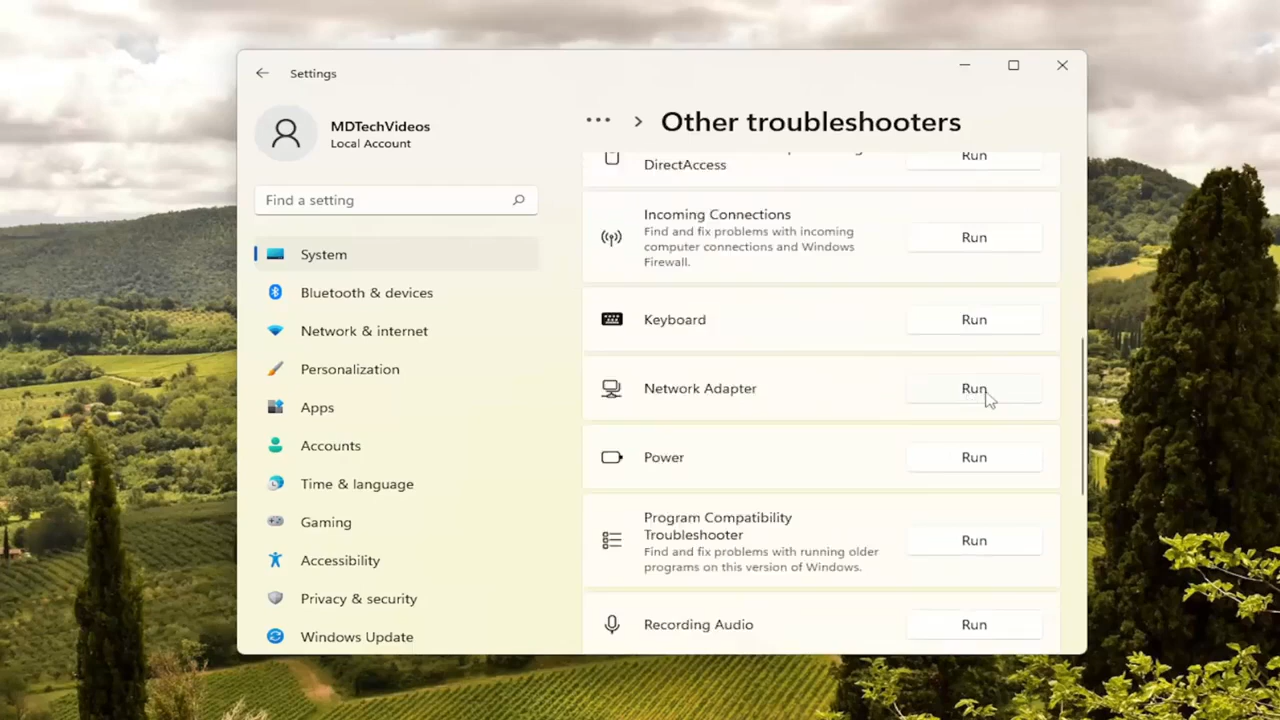 Settings
MDTechVideos
Local Account
Find a setting
System
Bluetooth & devices
Network & internet
Personalization
Apps
Accounts
Time & language
Gaming
Accessibility
Privacy & security
Windows Update
... > Other troubleshooters
DirectAccess
Run
Incoming Connections
Find and fix problems with incoming
computer connections and Windows
Firewall.
Run
Keyboard
Run
Network Adapter
Run
Power
Run
Program Compatibility
Troubleshooter
Find and fix problems with running older
programs on this version of Windows.
Run
Recording Audio
Run